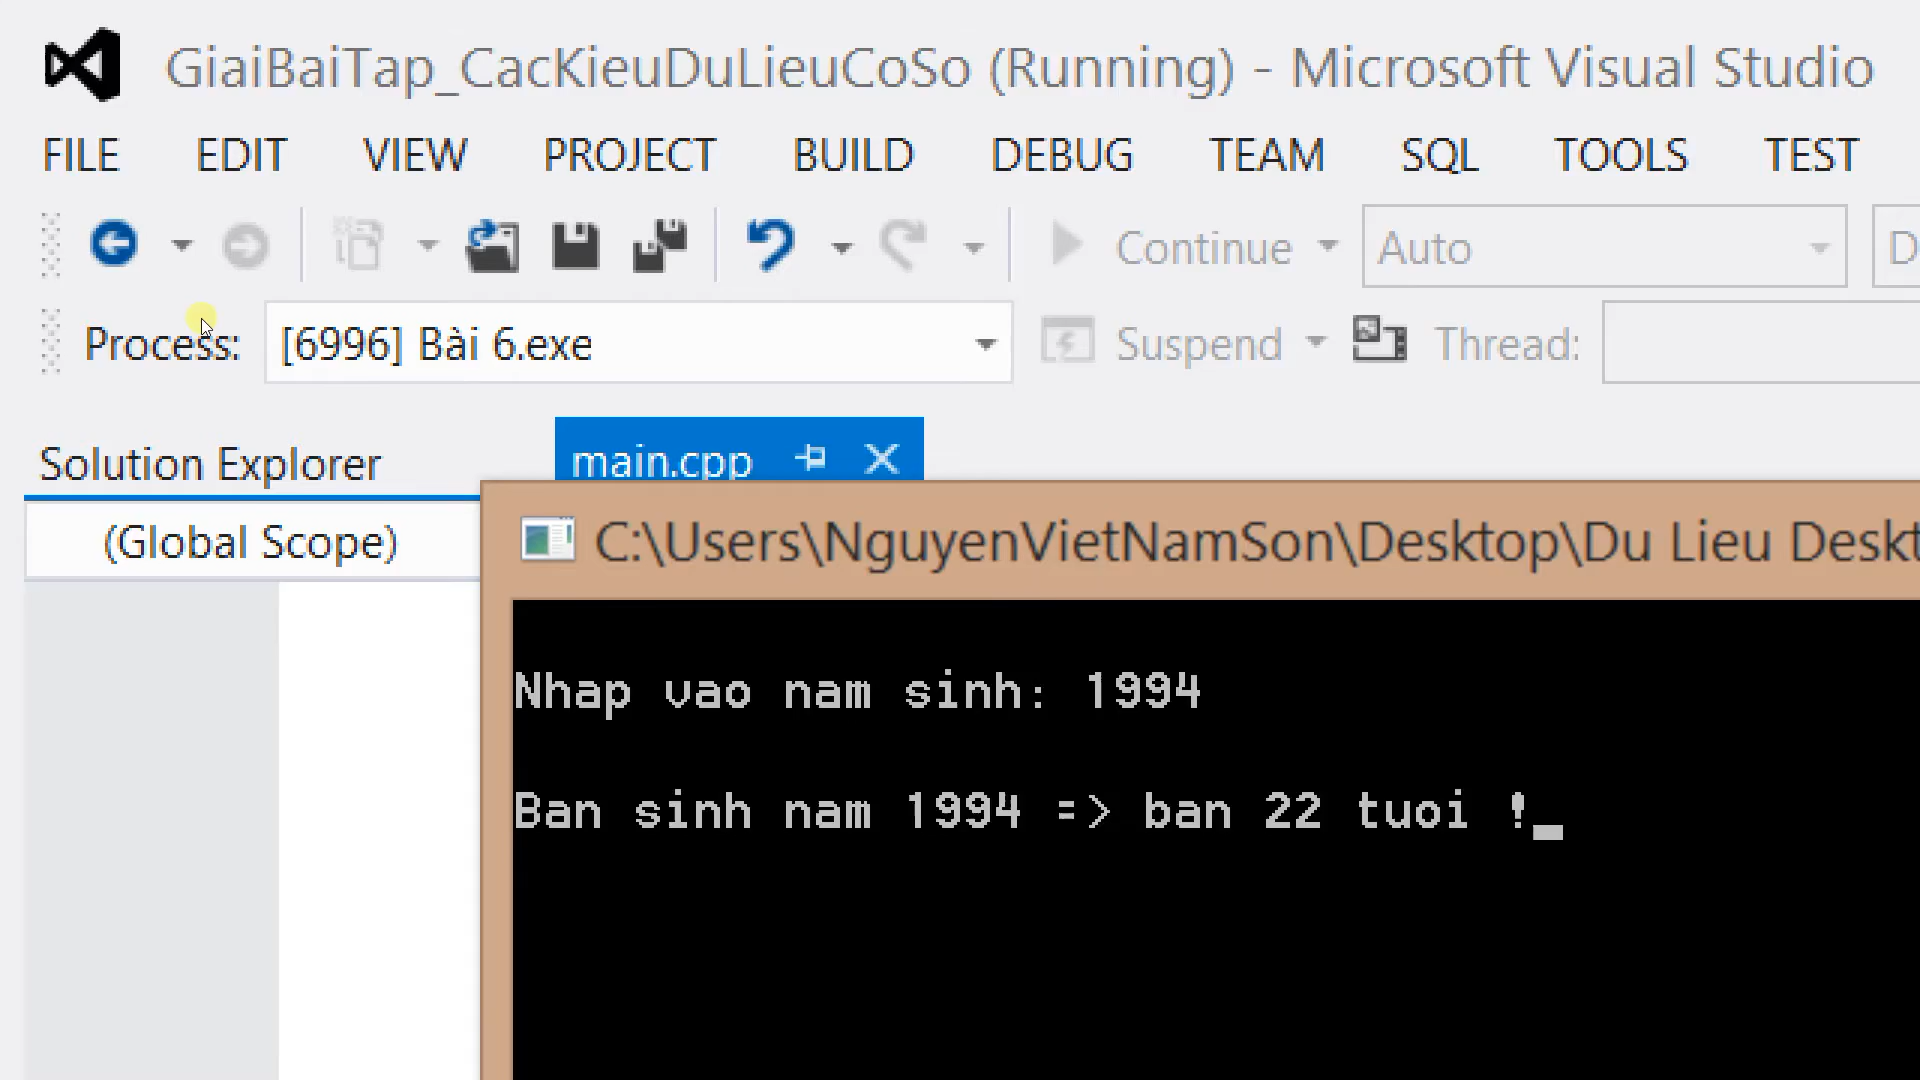 GiaiBaiTap_CacKieuDuLieuCoSo (Running) - Microsoft Visual Studio
FILE EDIT VIEW PROJECT BUILD DEBUG TEAM SQL TOOLS TEST
Continue Auto D
Process: [6996] Bài 6.exe Suspend Thread:
Solution Explorer main.cpp
(Global Scope)
C:\Users\NguyenVietNamSon\Desktop\Du Lieu Deskt
Nhap vao nam sinh: 1994
Ban sinh nam 1994 => ban 22 tuoi !_